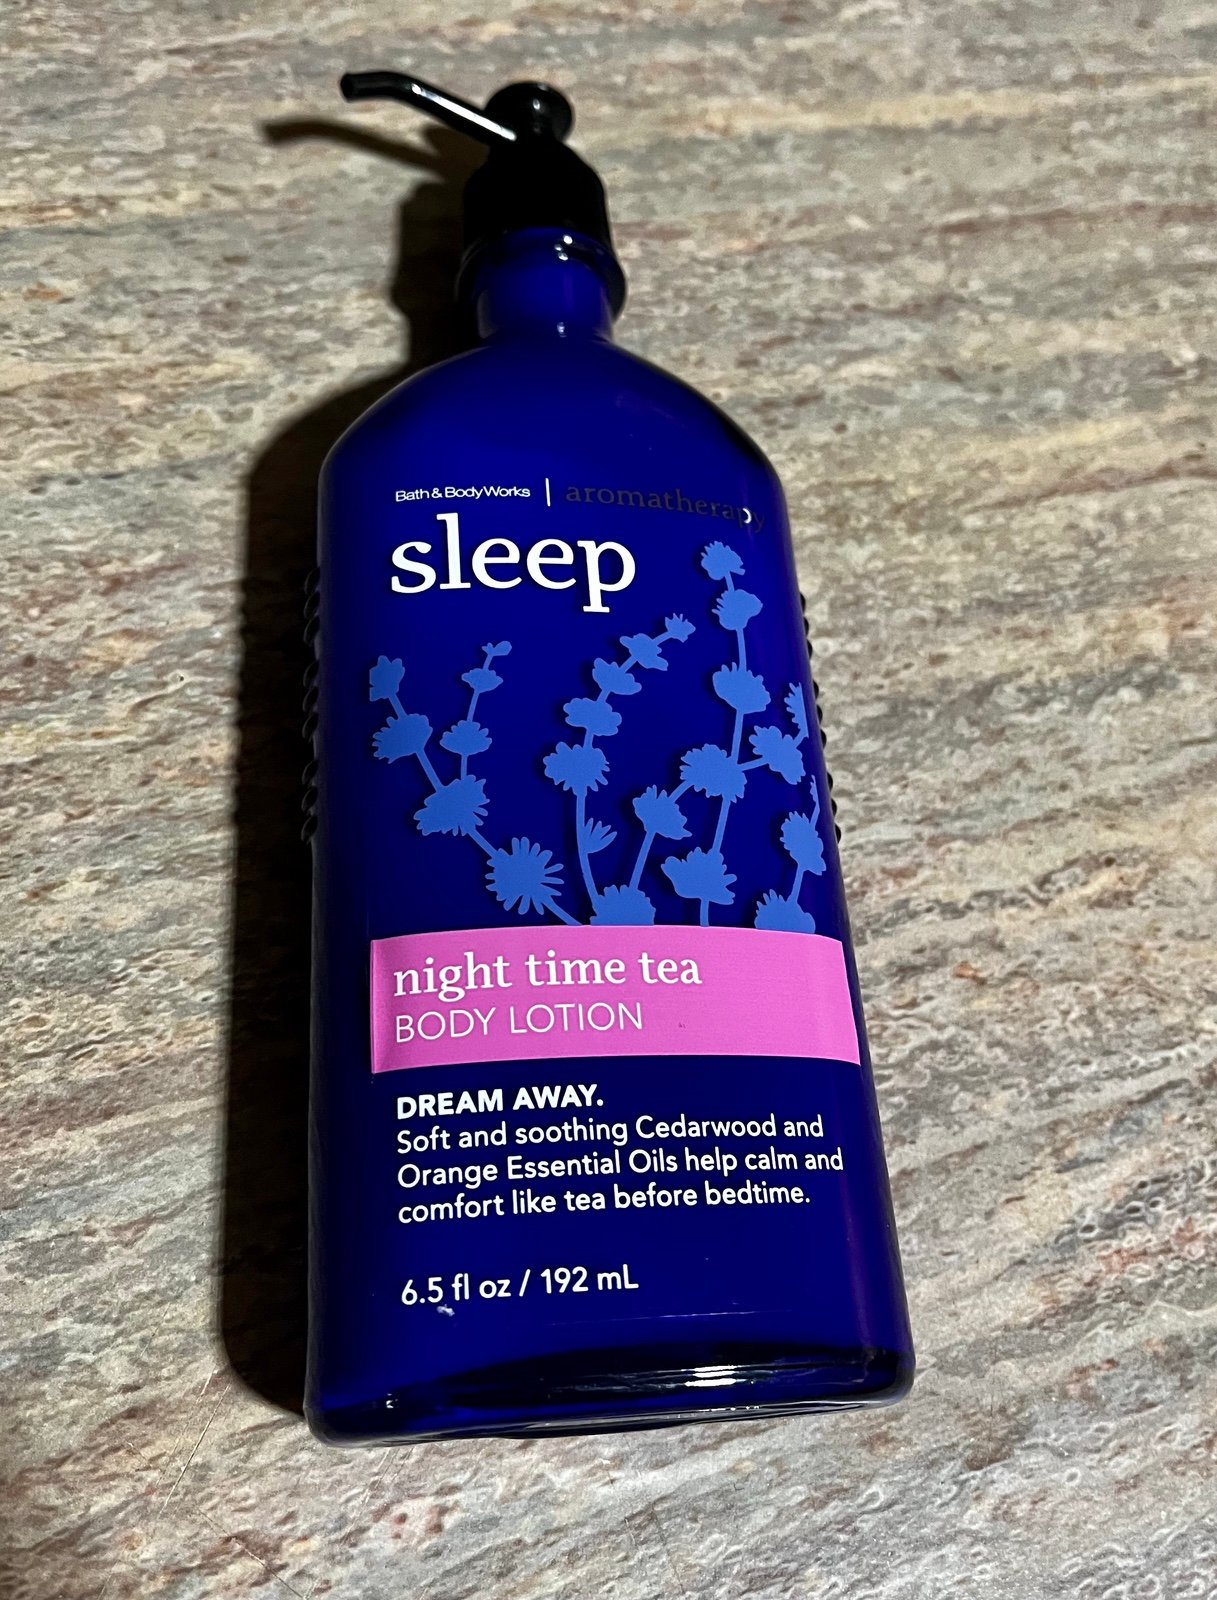 Bath & Body Works | aromatherapy
sleep
night time tea
BODY LOTION
DREAM AWAY.
Soft and soothing Cedarwood and
Orange Essential Oils help calm and
comfort like tea before bedtime.
6.5 fl oz / 192 mL